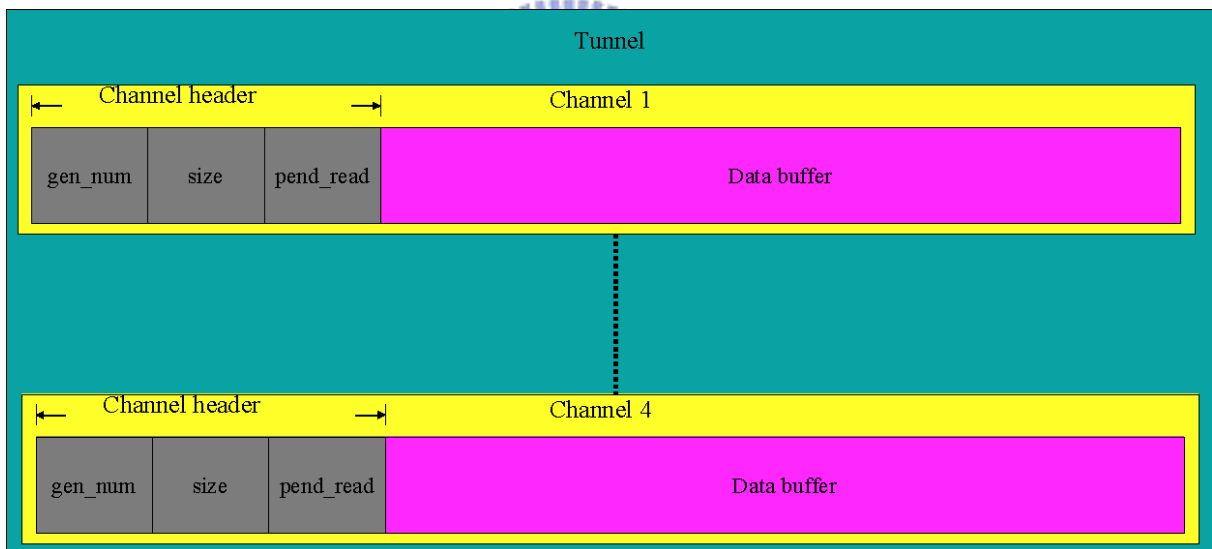 Tunnel
Channel header
Channel 1
gen_num
size
pend_read
Data buffer
Channel header
Channel 4
gen_num
size
pend_read
Data buffer